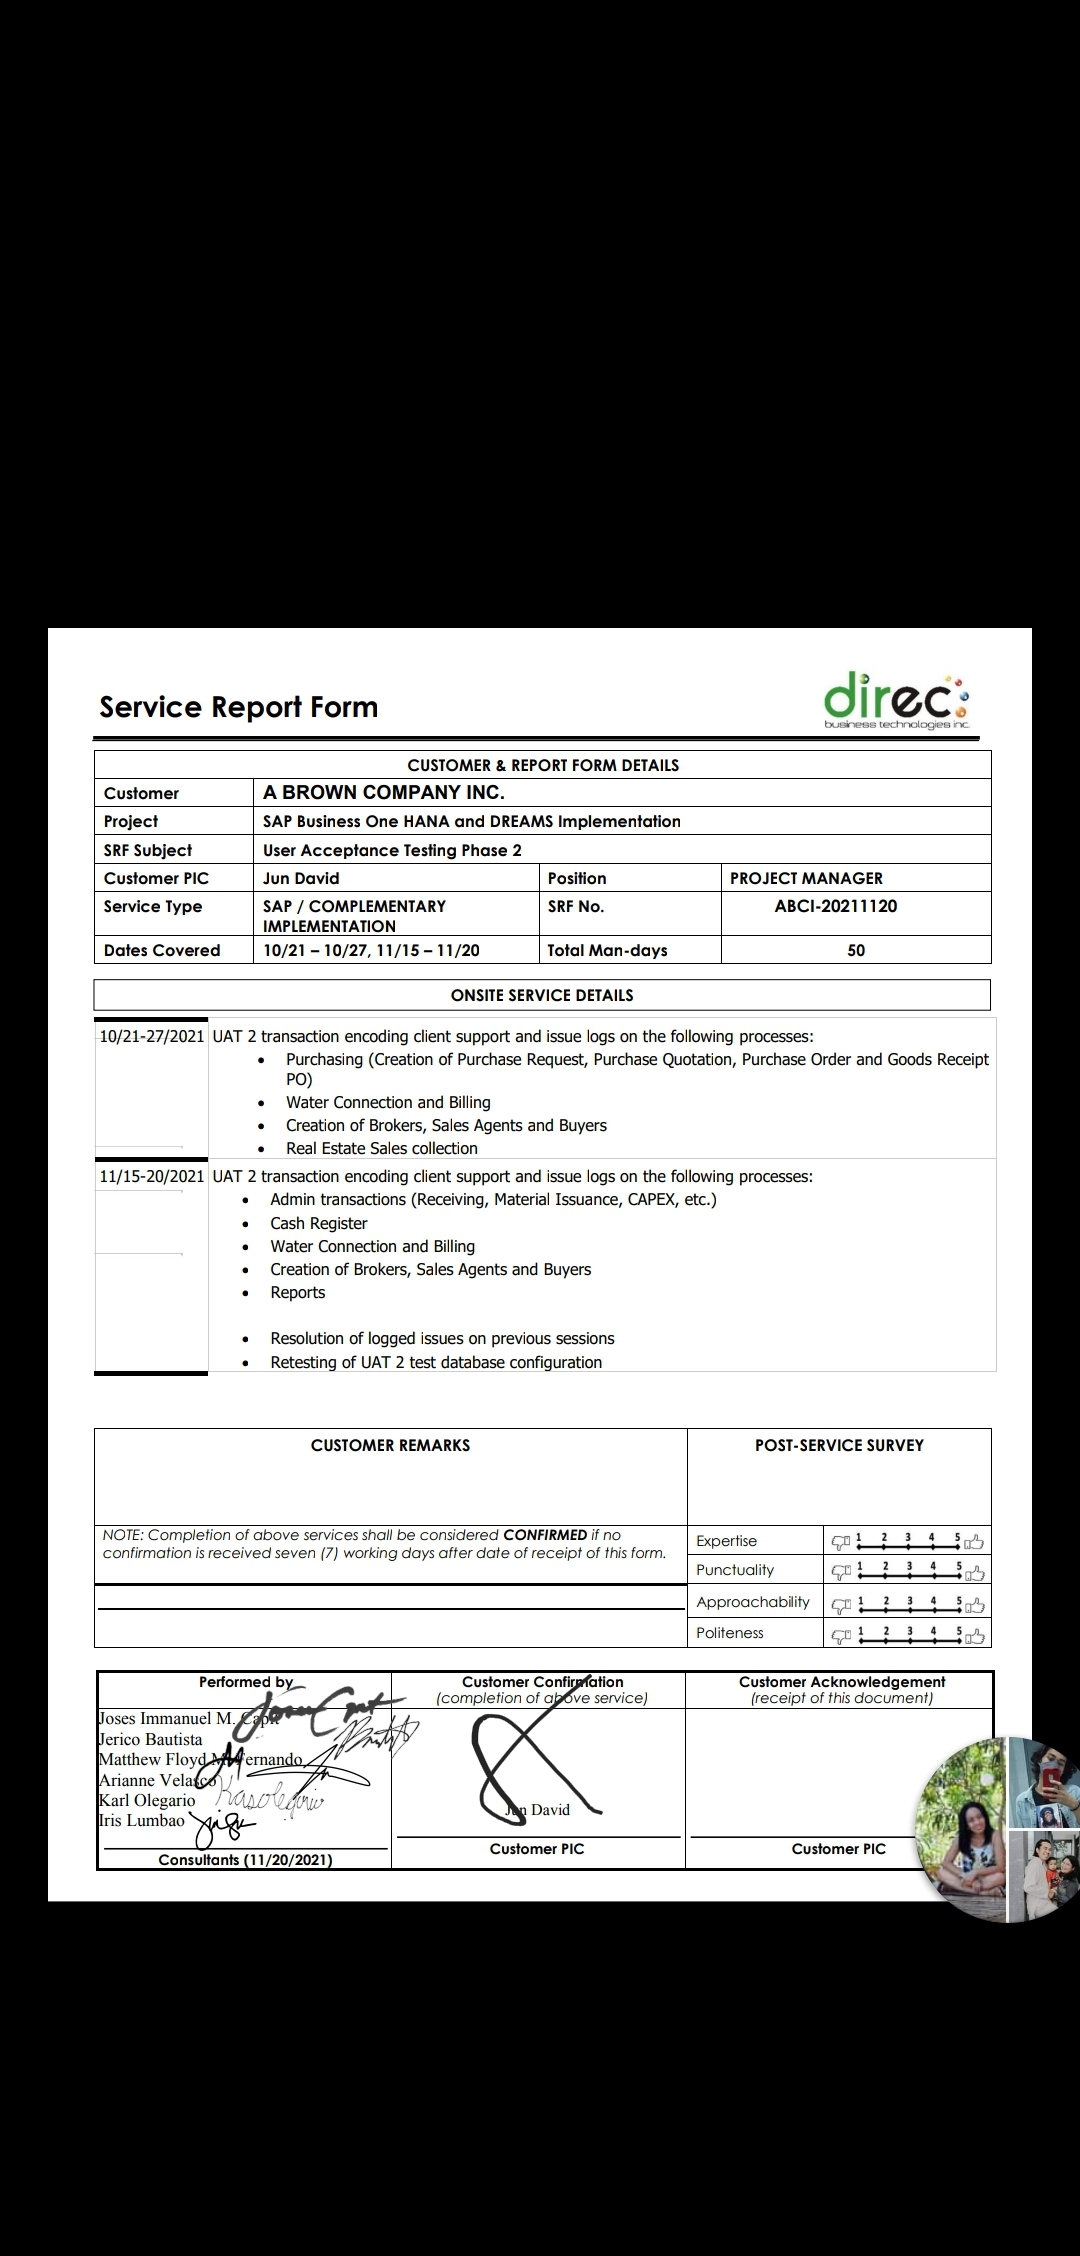 Service Report Form
direc
business technologies inc.
CUSTOMER & REPORT FORM DETAILS
Customer A BROWN COMPANY INC.
Project SAP Business One HANA and DREAMS Implementation
SRF Subject User Acceptance Testing Phase 2
Customer PIC Jun David Position PROJECT MANAGER
Service Type SAP / COMPLEMENTARY SRF No. ABCI-20211120
IMPLEMENTATION
Dates Covered 10/21 – 10/27, 11/15 – 11/20 Total Man-days 50
ONSITE SERVICE DETAILS
10/21-27/2021 UAT 2 transaction encoding client support and issue logs on the following processes:
• Purchasing (Creation of Purchase Request, Purchase Quotation, Purchase Order and Goods Receipt
PO)
• Water Connection and Billing
• Creation of Brokers, Sales Agents and Buyers
• Real Estate Sales collection
11/15-20/2021 UAT 2 transaction encoding client support and issue logs on the following processes:
• Admin transactions (Receiving, Material Issuance, CAPEX, etc.)
• Cash Register
• Water Connection and Billing
• Creation of Brokers, Sales Agents and Buyers
• Reports
• Resolution of logged issues on previous sessions
• Retesting of UAT 2 test database configuration
CUSTOMER REMARKS POST-SERVICE SURVEY
NOTE: Completion of above services shall be considered CONFIRMED if no
confirmation is received seven (7) working days after date of receipt of this form.
Expertise 1 2 3 4 5
Punctuality 1 2 3 4 5
Approachability 1 2 3 4 5
Politeness 1 2 3 4 5
Performed by Customer Confirmation Customer Acknowledgement
(completion of above service) (receipt of this document)
Joses Immanuel M.
Jerico Bautista
Matthew Floyd
Arianne Velasco
Karl Olegario Kasolegario
Iris Lumbao
Jun David
Customer PIC Customer PIC
Consultants (11/20/2021)